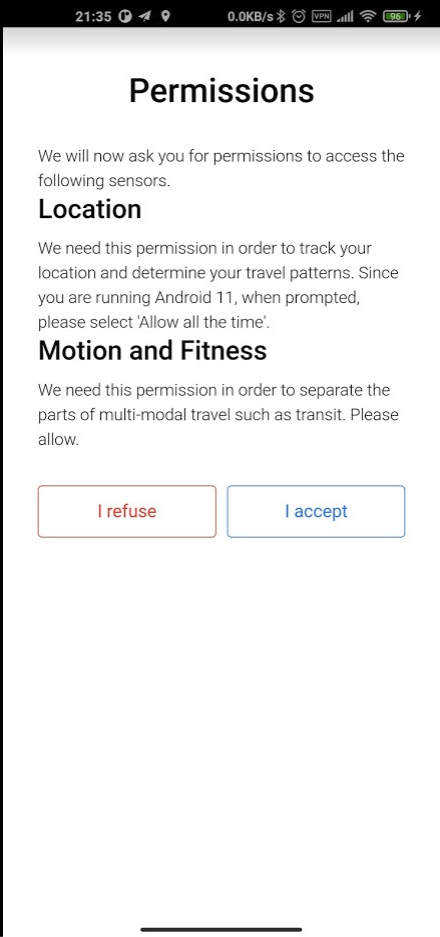 21:35 0.0KB/s VPN 96
Permissions
We will now ask you for permissions to access the
following sensors.
Location
We need this permission in order to track your
location and determine your travel patterns. Since
you are running Android 11, when prompted,
please select 'Allow all the time'.
Motion and Fitness
We need this permission in order to separate the
parts of multi-modal travel such as transit. Please
allow.
I refuse I accept